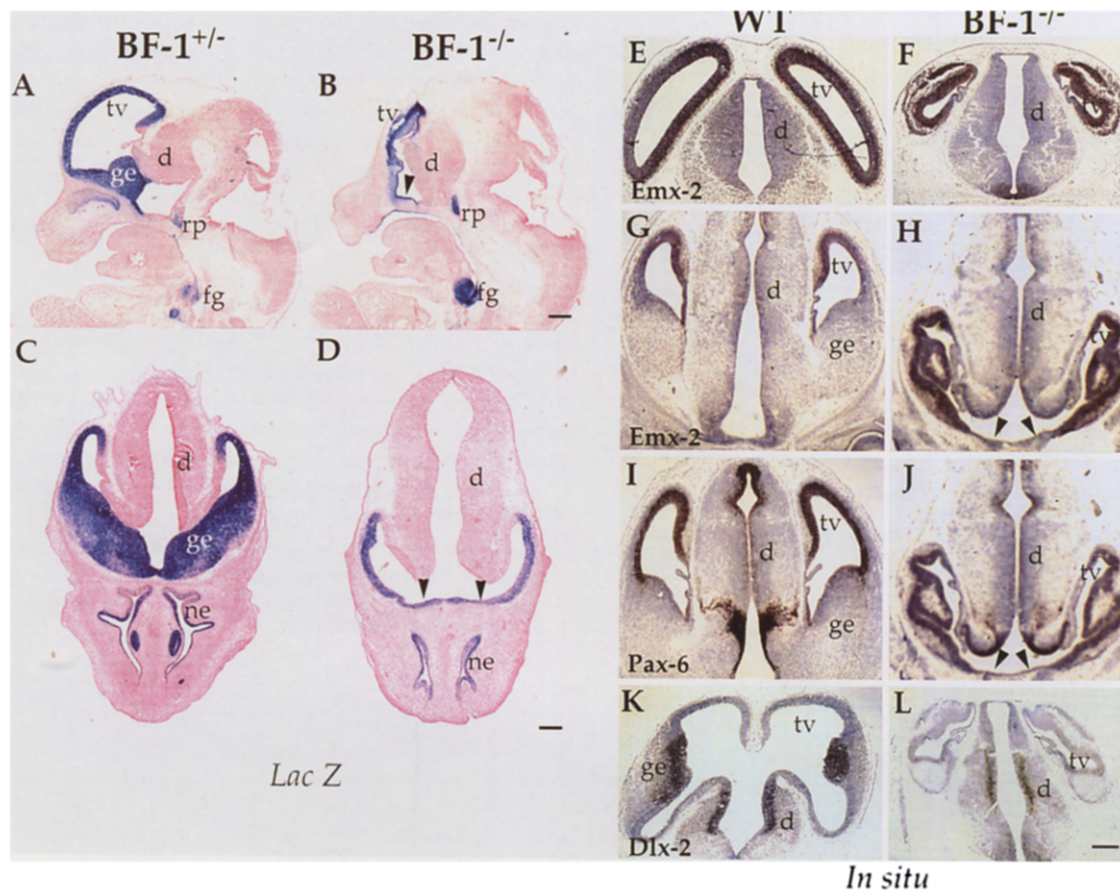 BF-1+/- BF-1-/- WT BF-1-/-
A tv d ge rp fg
B tv d rp fg
C d ge ne
D d ne
Lac Z
E tv d Emx-2
F d tv
G tv d ge Emx-2
H d tv
I tv d ge Pax-6
J d tv
K tv ge d Dlx-2
L tv d
In situ